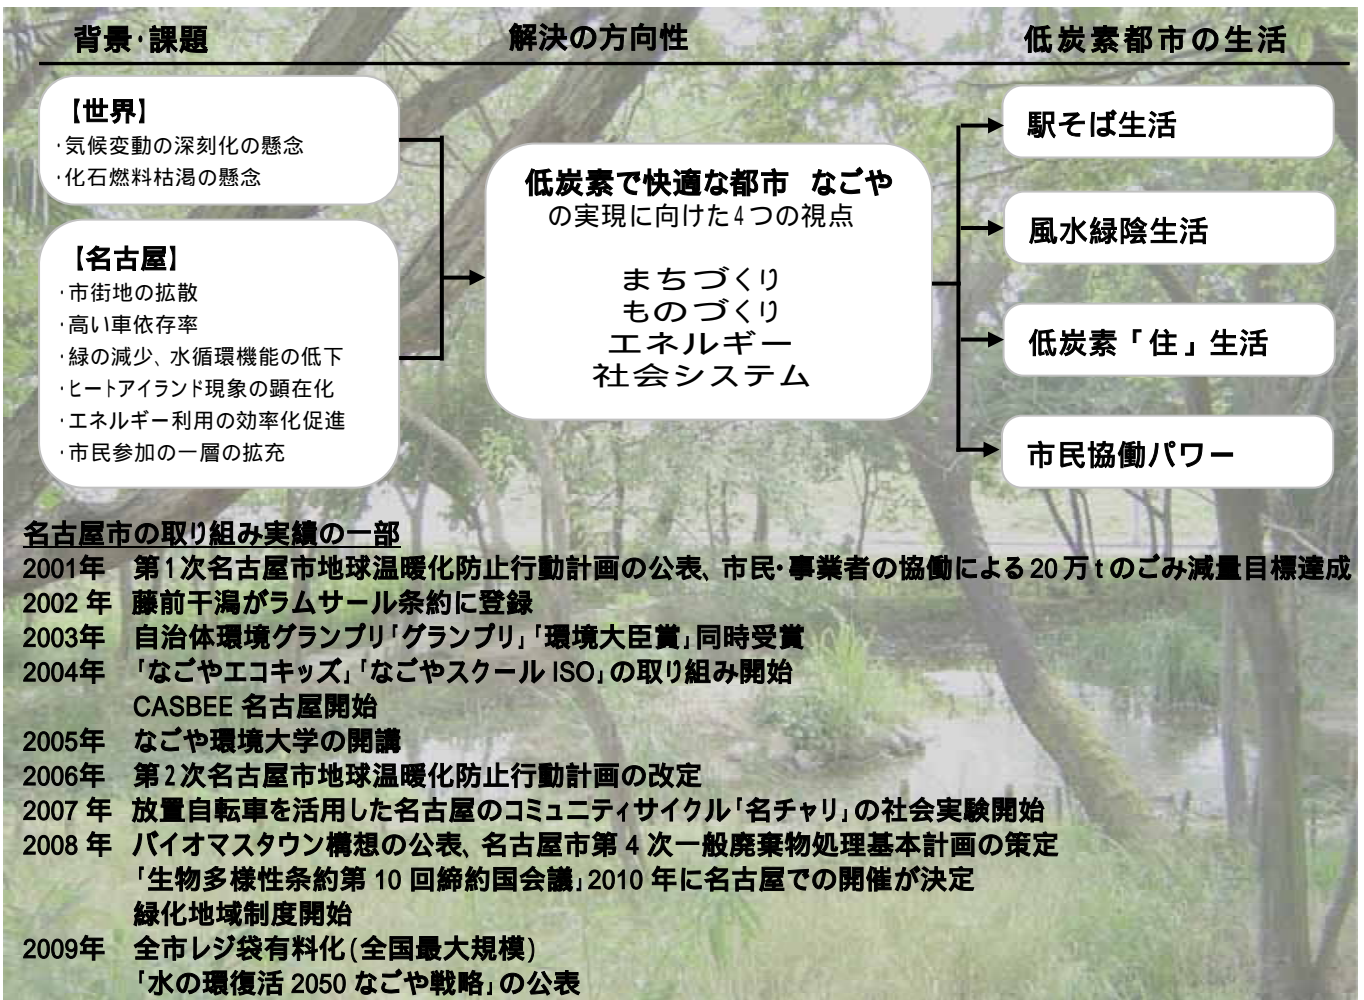 背景・課題
解決の方向性
低炭素都市の生活
【世界】
・気候変動の深刻化の懸念
・化石燃料枯渇の懸念
【名古屋】
・市街地の拡散
・高い車依存率
・緑の減少、水循環機能の低下
・ヒートアイランド現象の顕在化
・エネルギー利用の効率化促進
・市民参加の一層の拡充
低炭素で快適な都市 なごや
の実現に向けた4つの視点
まちづくり
ものづくり
エネルギー
社会システム
駅そば生活
風水緑陰生活
低炭素「住」生活
市民協働パワー
名古屋市の取り組み実績の一部
2001年 第1次名古屋市地球温暖化防止行動計画の公表、市民・事業者の協働による20万tのごみ減量目標達成
2002年 藤前干潟がラムサール条約に登録
2003年 自治体環境グランプリ「グランプリ」「環境大臣賞」同時受賞
2004年 「なごやエコキッズ」「なごやスクールISO」の取り組み開始
CASBEE 名古屋開始
2005年 なごや環境大学の開講
2006年 第2次名古屋市地球温暖化防止行動計画の改定
2007年 放置自転車を活用した名古屋のコミュニティサイクル「名チャリ」の社会実験開始
2008年 バイオマスタウン構想の公表、名古屋市第4次一般廃棄物処理基本計画の策定
「生物多様性条約第10回締約国会議」2010年に名古屋での開催が決定
緑化地域制度開始
2009年 全市レジ袋有料化(全国最大規模)
「水の環復活2050なごや戦略」の公表